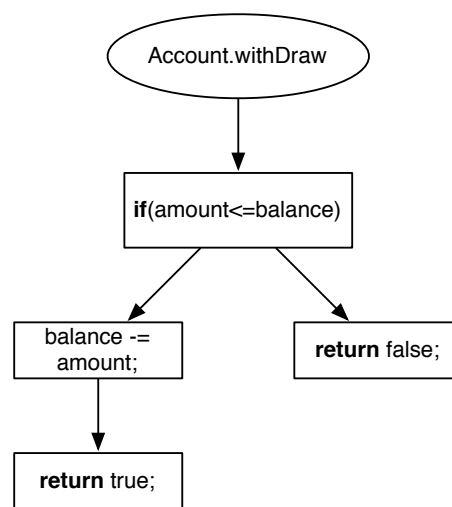 Account.withDraw
if(amount<=balance)
balance -=
amount;
return false;
return true;